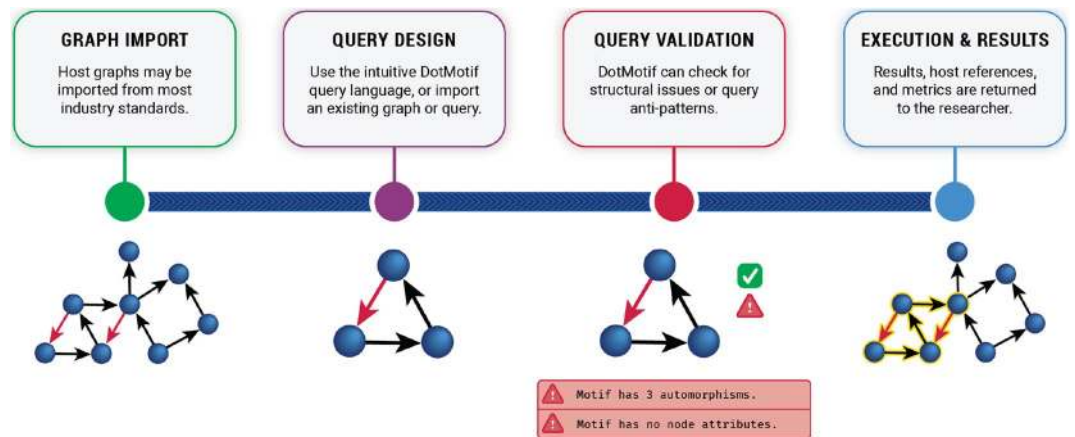 GRAPH IMPORT
Host graphs may be
imported from most
industry standards.
QUERY DESIGN
Use the intuitive DotMotif
query language, or import
an existing graph or query.
QUERY VALIDATION
DotMotif can check for
structural issues or query
anti-patterns.
EXECUTION & RESULTS
Results, host references,
and metrics are returned
to the researcher.
Motif has 3 automorphisms.
Motif has no node attributes.